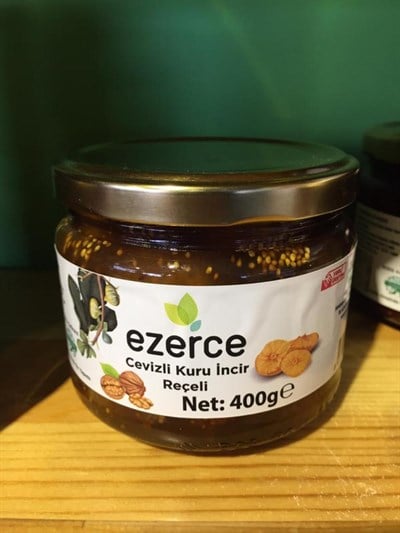 ezerce
Cevizli Kuru İncir
Reçeli
Net: 400g℮